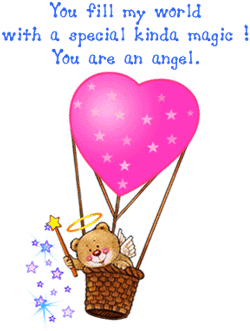 You fill my world
with a special kinda magic !
You are an angel.